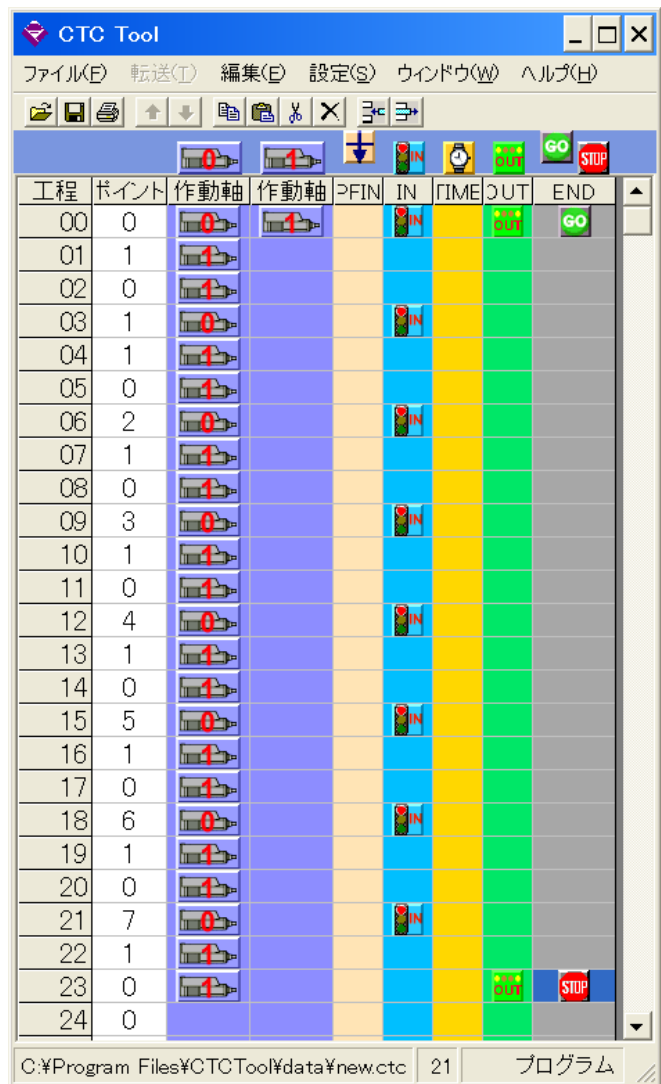 CTC Tool
ファイル(F) 転送(T) 編集(E) 設定(S) ウィンドウ(W) ヘルプ(H)
0 1 IN OUT GO STOP
工程 ポイント 作動軸 作動軸 PFIN IN TIME OUT END
00 0 0 1 IN OUT GO
01 1 1
02 0 1
03 1 0 IN
04 1 1
05 0 1
06 2 0 IN
07 1 1
08 0 1
09 3 0 IN
10 1 1
11 0 1
12 4 0 IN
13 1 1
14 0 1
15 5 0 IN
16 1 1
17 0 1
18 6 0 IN
19 1 1
20 0 1
21 7 0 IN
22 1 1
23 0 1 OUT STOP
24 0
C:¥Program Files¥CTCTool¥data¥new.ctc 21 プログラム